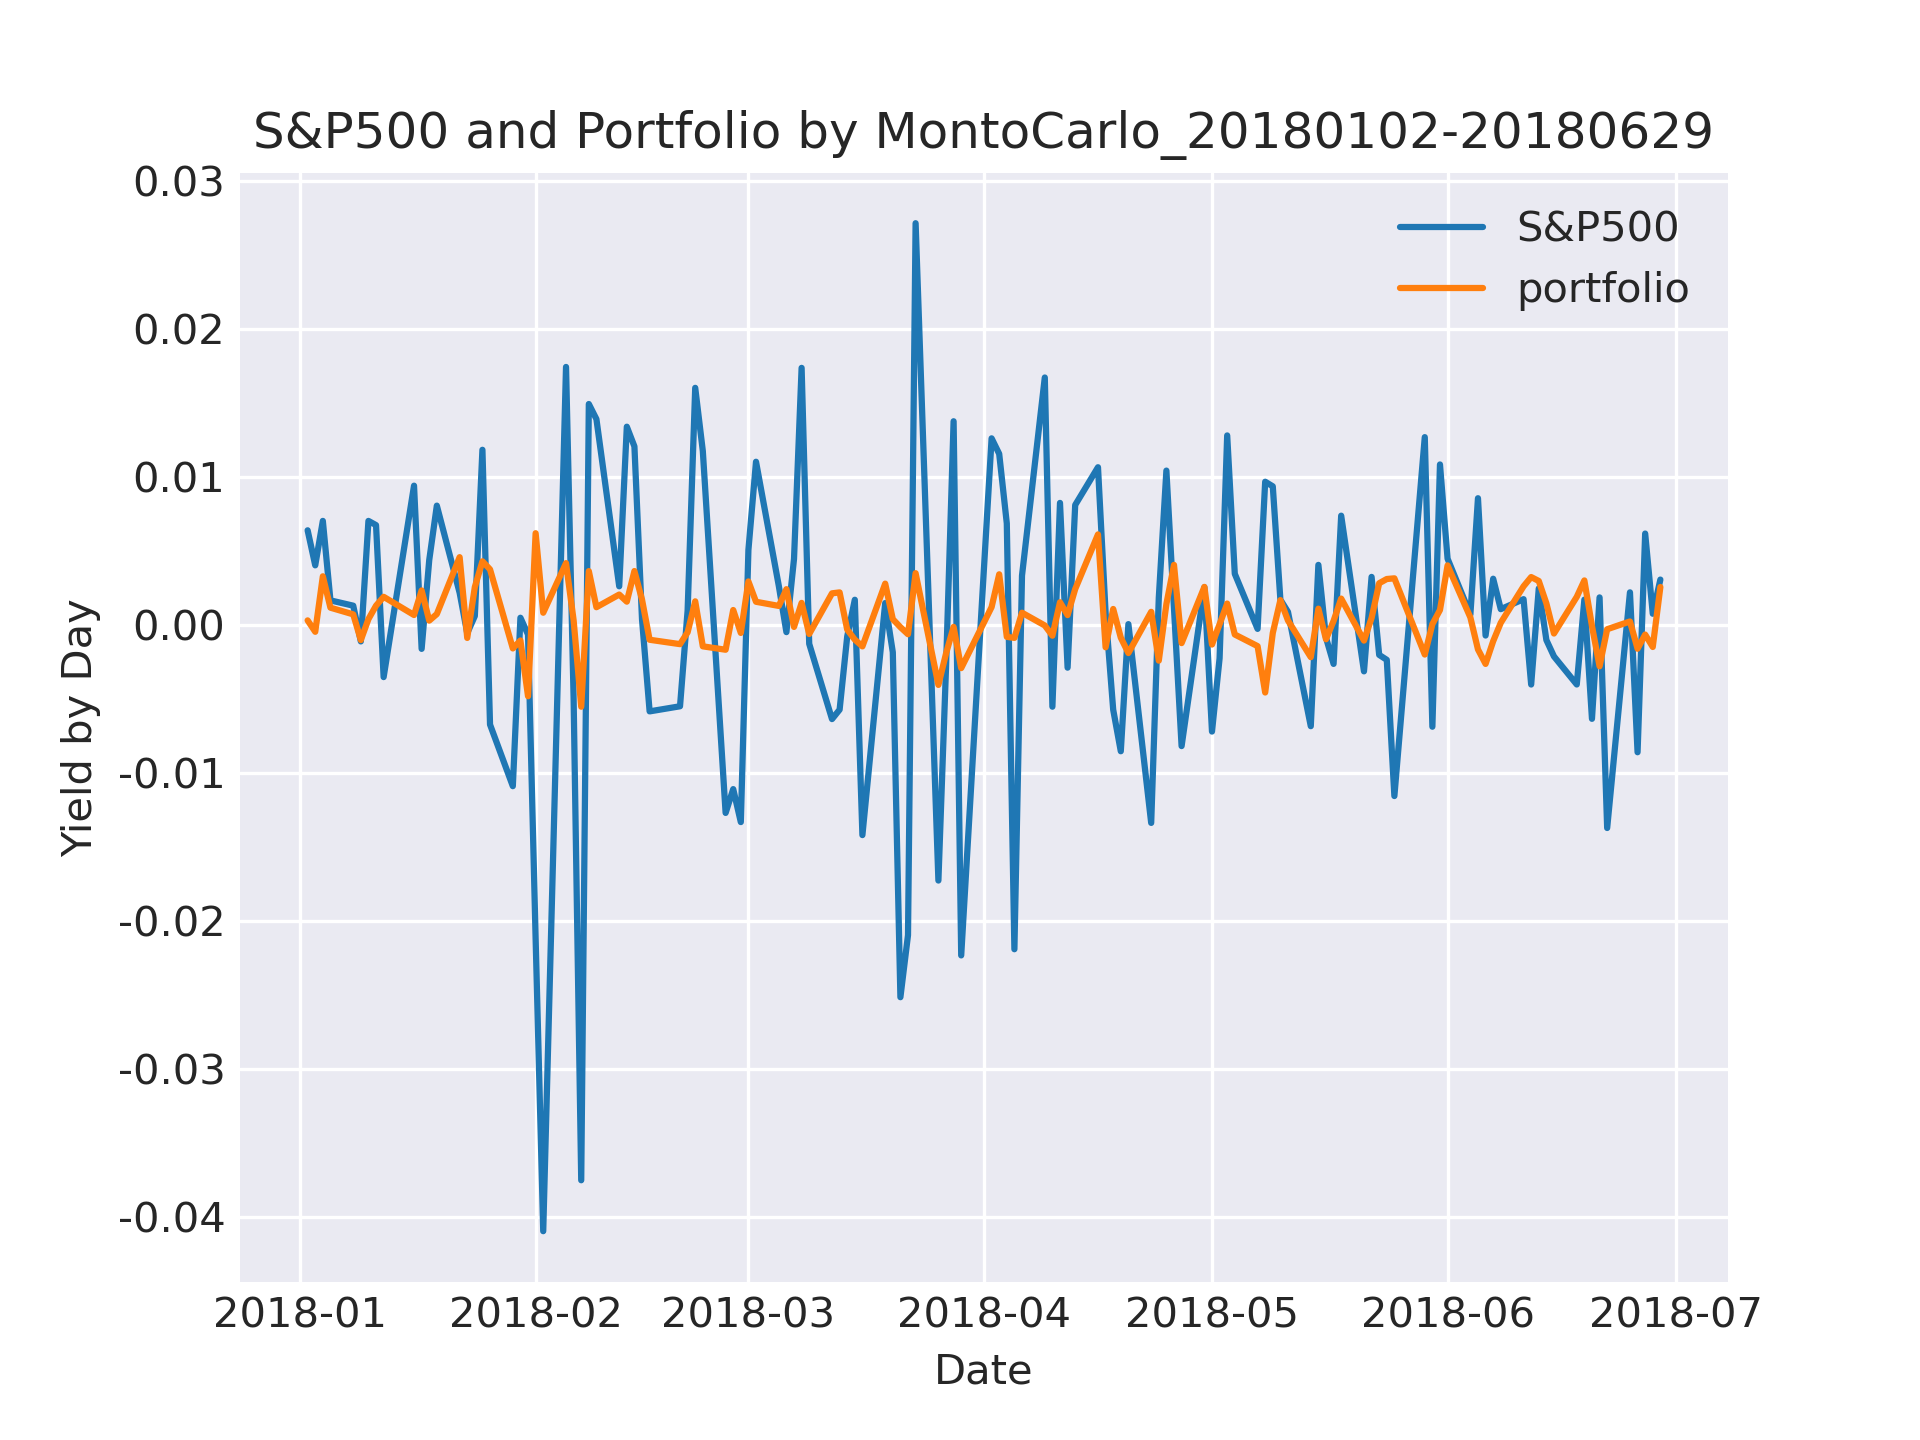 S&P500 and Portfolio by MontoCarlo_20180102-20180629
S&P500
portfolio
0.03
0.02
0.01
0.00
-0.01
-0.02
-0.03
-0.04
Yield by Day
2018-01 2018-02 2018-03 2018-04 2018-05 2018-06 2018-07
Date